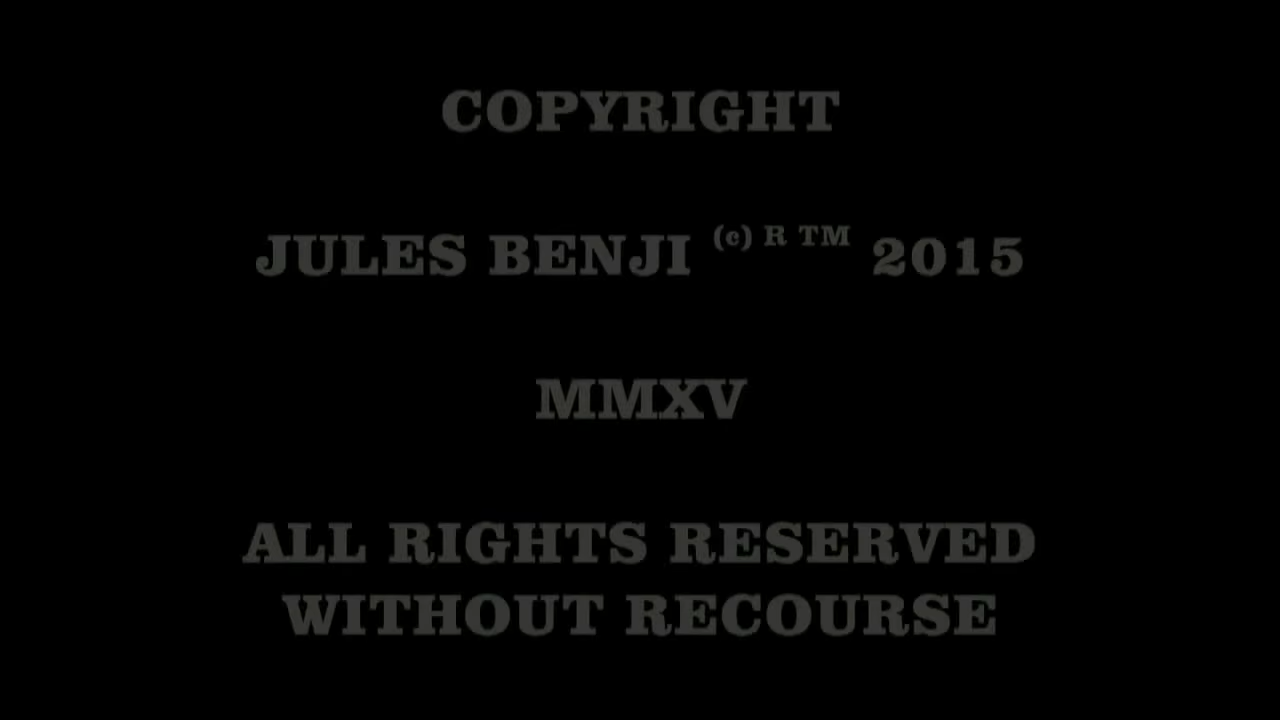 COPYRIGHT
JULES BENJI (c) R TM 2015
MMXV
ALL RIGHTS RESERVED
WITHOUT RECOURSE